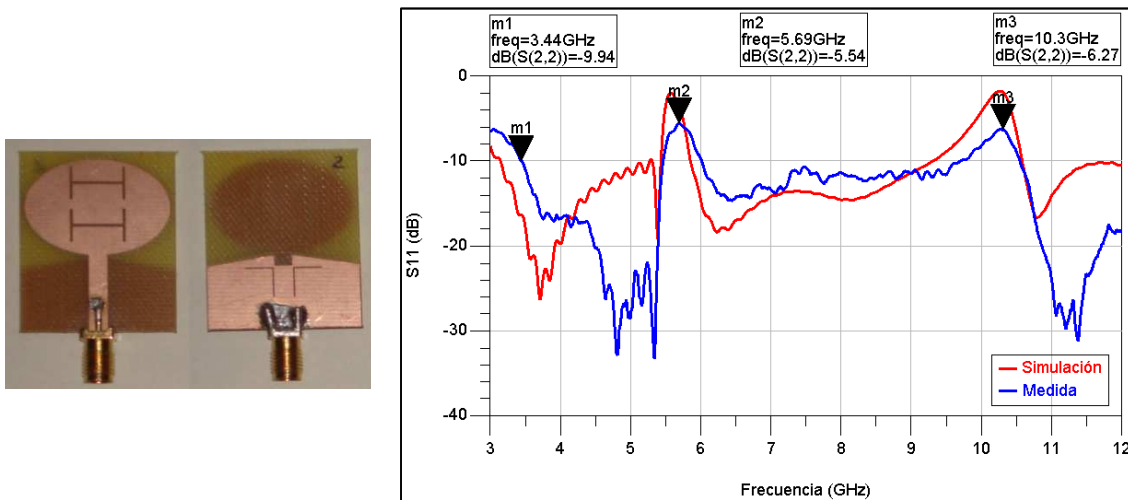 2
m1
freq=3.44GHz
dB(S(2,2))=-9.94
m2
freq=5.69GHz
dB(S(2,2))=-5.54
m3
freq=10.3GHz
dB(S(2,2))=-6.27
0
-10
-20
-30
-40
S11 (dB)
m1
m2
m3
Simulación
Medida
3
4
5
6
7
8
9
10
11
12
Frecuencia (GHz)